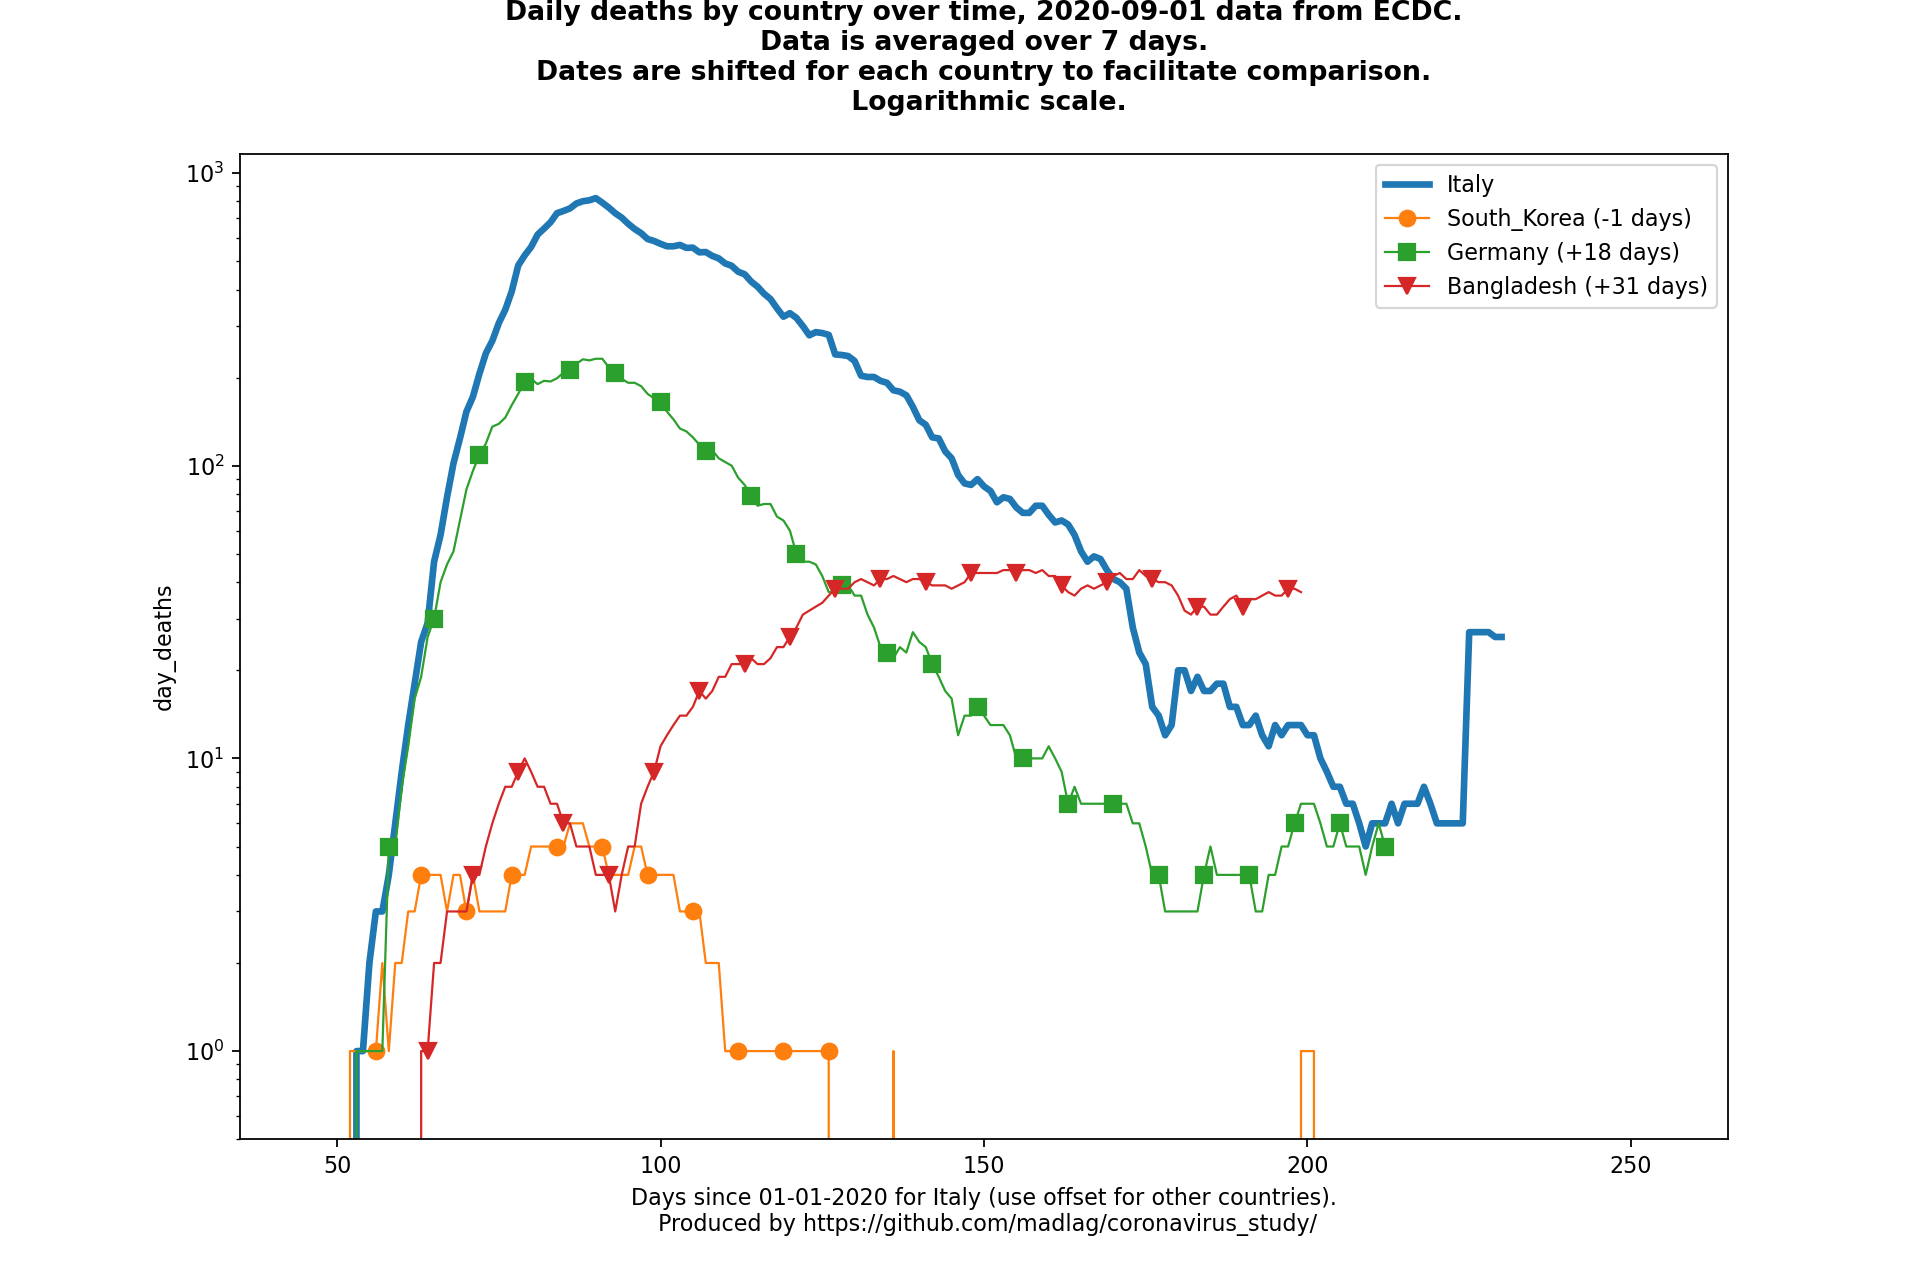 Daily deaths by country over time, 2020-09-01 data from ECDC.
Data is averaged over 7 days.
Dates are shifted for each country to facilitate comparison.
Logarithmic scale.
10³
10²
10¹
10⁰
day_deaths
Italy
South_Korea (-1 days)
Germany (+18 days)
Bangladesh (+31 days)
50 100 150 200 250
Days since 01-01-2020 for Italy (use offset for other countries).
Produced by https://github.com/madlag/coronavirus_study/